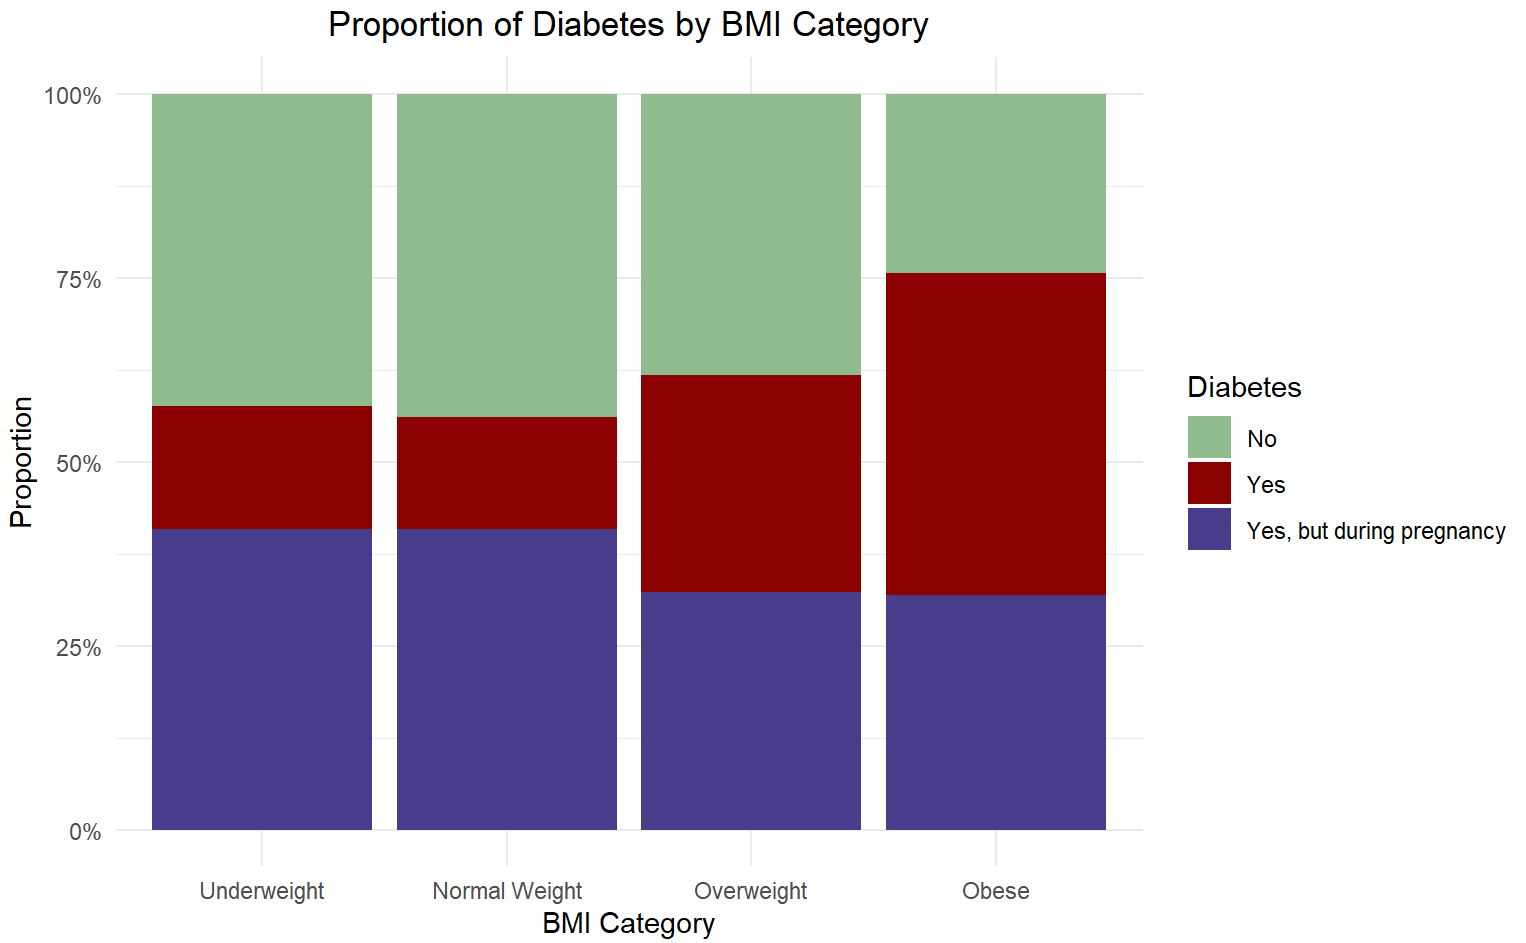 Proportion of Diabetes by BMI Category
100%
75%
50%
25%
0%
Proportion
Underweight
Normal Weight
Overweight
Obese
BMI Category
Diabetes
No
Yes
Yes, but during pregnancy